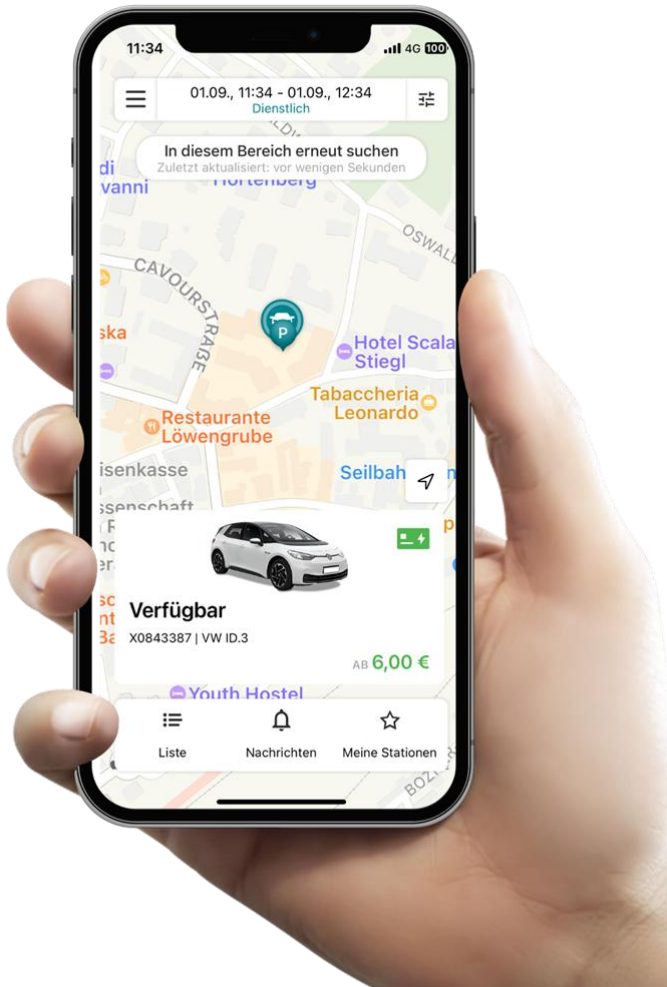 11:34
4G 100
01.09., 11:34 - 01.09., 12:34
Dienstlich
In diesem Bereich erneut suchen
Zuletzt aktualisiert: vor wenigen Sekunden
di
vanni
Hortenberg
OSWAL
CAVOURSTRAßE
ska
P
Hotel Scala
Stiegl
Tabaccheria
Leonardo
Restaurante
Löwengrube
isenkasse
Seilbah
n
ssenschaft
Verfügbar
X0843387 | VW ID.3
AB 6,00 €
Youth Hostel
Liste
Nachrichten
Meine Stationen
BOZ